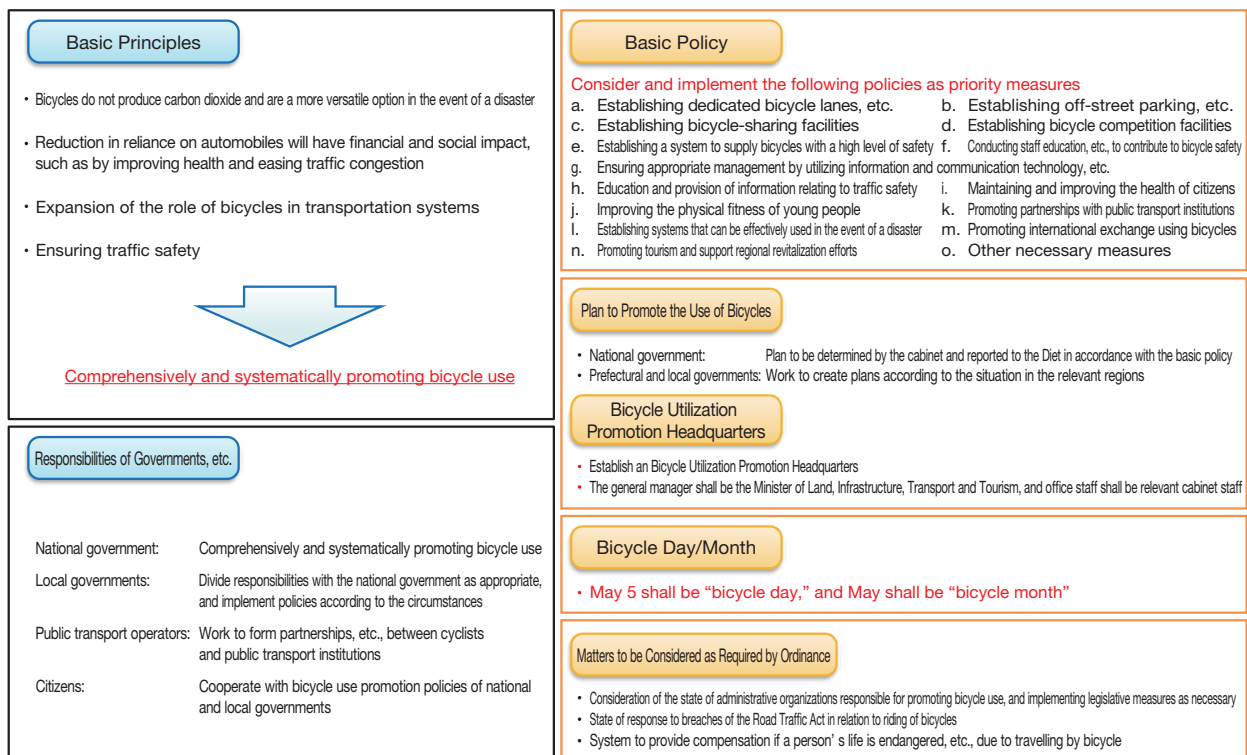 Basic Principles
・Bicycles do not produce carbon dioxide and are a more versatile option in the event of a disaster
・Reduction in reliance on automobiles will have financial and social impact,
such as by improving health and easing traffic congestion
・Expansion of the role of bicycles in transportation systems
・Ensuring traffic safety
Comprehensively and systematically promoting bicycle use
Responsibilities of Governments, etc.
National government: Comprehensively and systematically promoting bicycle use
Local governments: Divide responsibilities with the national government as appropriate,
and implement policies according to the circumstances
Public transport operators: Work to form partnerships, etc., between cyclists
and public transport institutions
Citizens: Cooperate with bicycle use promotion policies of national
and local governments
Basic Policy
Consider and implement the following policies as priority measures
a. Establishing dedicated bicycle lanes, etc. b. Establishing off-street parking, etc.
c. Establishing bicycle-sharing facilities d. Establishing bicycle competition facilities
e. Establishing a system to supply bicycles with a high level of safety f. Conducting staff education, etc., to contribute to bicycle safety
g. Ensuring appropriate management by utilizing information and communication technology, etc.
h. Education and provision of information relating to traffic safety i. Maintaining and improving the health of citizens
j. Improving the physical fitness of young people k. Promoting partnerships with public transport institutions
l. Establishing systems that can be effectively used in the event of a disaster m. Promoting international exchange using bicycles
n. Promoting tourism and support regional revitalization efforts o. Other necessary measures
Plan to Promote the Use of Bicycles
・National government: Plan to be determined by the cabinet and reported to the Diet in accordance with the basic policy
・Prefectural and local governments: Work to create plans according to the situation in the relevant regions
Bicycle Utilization
Promotion Headquarters
・Establish an Bicycle Utilization Promotion Headquarters
・The general manager shall be the Minister of Land, Infrastructure, Transport and Tourism, and office staff shall be relevant cabinet staff
Bicycle Day/Month
・May 5 shall be “bicycle day,” and May shall be “bicycle month”
Matters to be Considered as Required by Ordinance
・Consideration of the state of administrative organizations responsible for promoting bicycle use, and implementing legislative measures as necessary
・State of response to breaches of the Road Traffic Act in relation to riding of bicycles
・System to provide compensation if a person’ s life is endangered, etc., due to travelling by bicycle